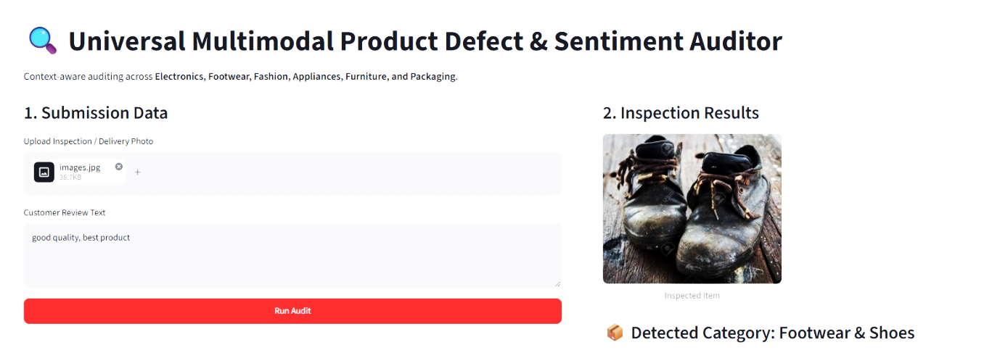 Universal Multimodal Product Defect & Sentiment Auditor
Context-aware auditing across Electronics, Footwear, Fashion, Appliances, Furniture, and Packaging.
1. Submission Data
Upload Inspection / Delivery Photo
images.jpg
38.7KB
+
Customer Review Text
good quality, best product
Run Audit
2. Inspection Results
Inspected Item
Detected Category: Footwear & Shoes